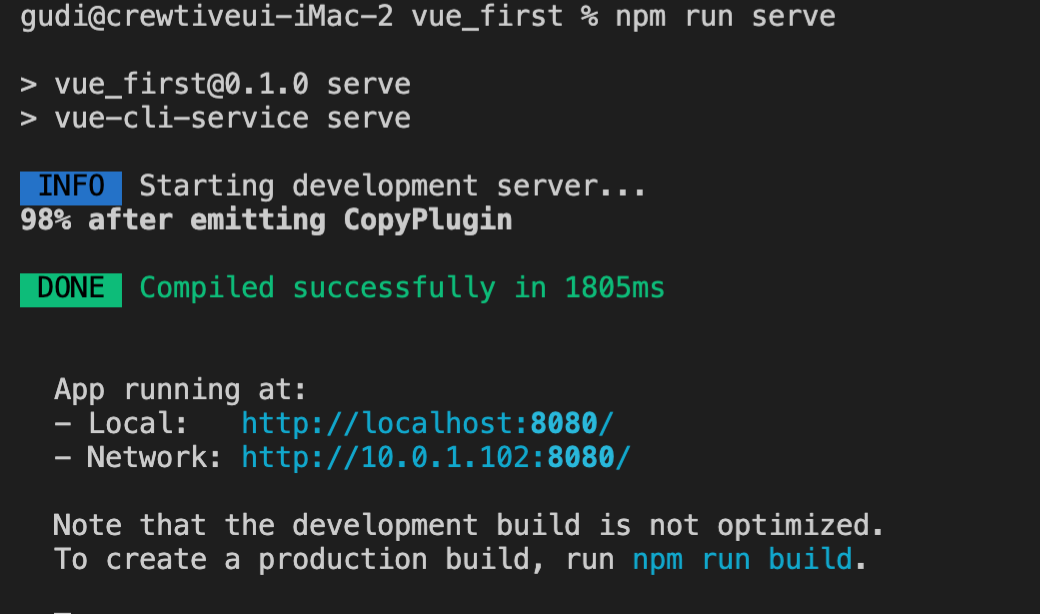 gudi@crewtiveui-iMac-2 vue_first % npm run serve
> vue_first@0.1.0 serve
> vue-cli-service serve
INFO Starting development server...
98% after emitting CopyPlugin
DONE Compiled successfully in 1805ms
App running at:
- Local: http://localhost:8080/
- Network: http://10.0.1.102:8080/
Note that the development build is not optimized.
To create a production build, run npm run build.